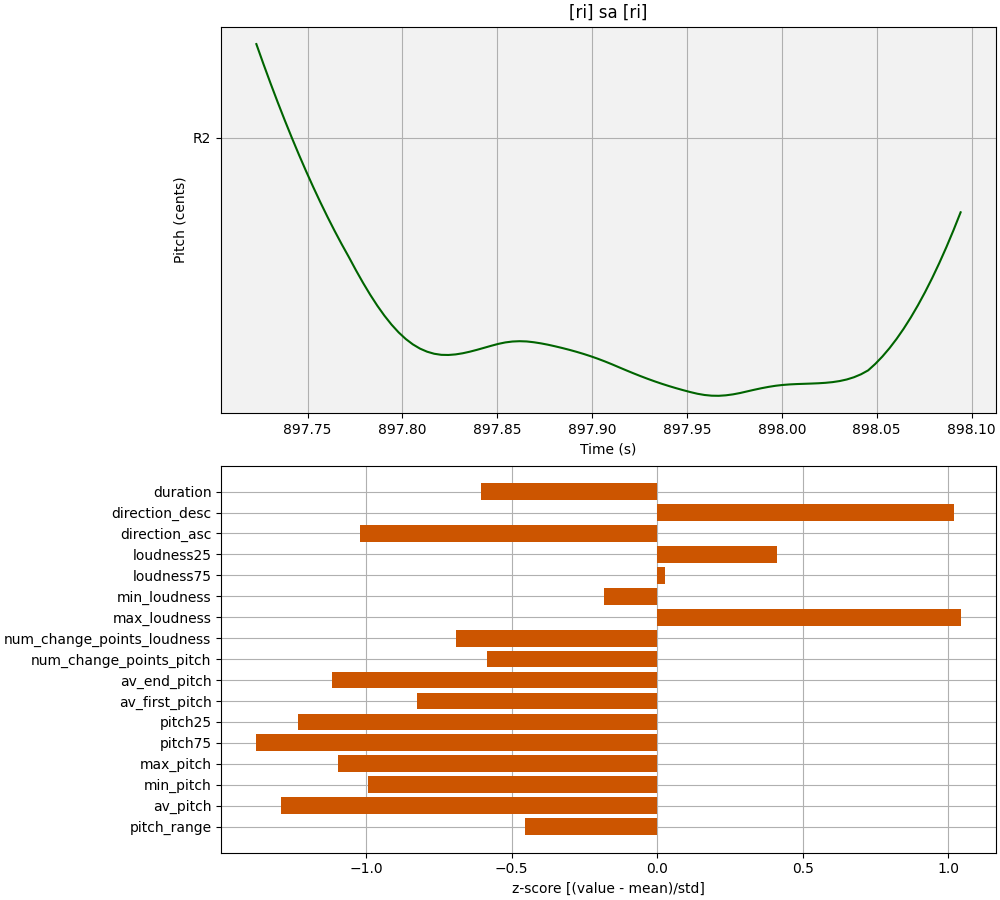 [ri] sa [ri]
R2
Pitch (cents)
897.75 897.80 897.85 897.90 897.95 898.00 898.05 898.10
Time (s)
duration
direction_desc
direction_asc
loudness25
loudness75
min_loudness
max_loudness
num_change_points_loudness
num_change_points_pitch
av_end_pitch
av_first_pitch
pitch25
pitch75
max_pitch
min_pitch
av_pitch
pitch_range
−1.0 −0.5 0.0 0.5 1.0
z-score [(value - mean)/std]